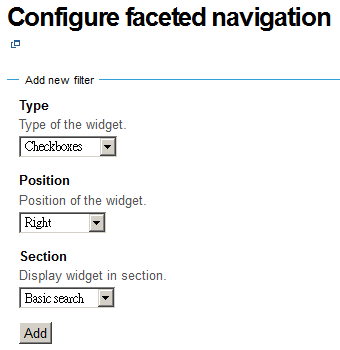 Configure faceted navigation
Add new filter
Type
Type of the widget.
Checkboxes
Position
Position of the widget.
Right
Section
Display widget in section.
Basic search
Add